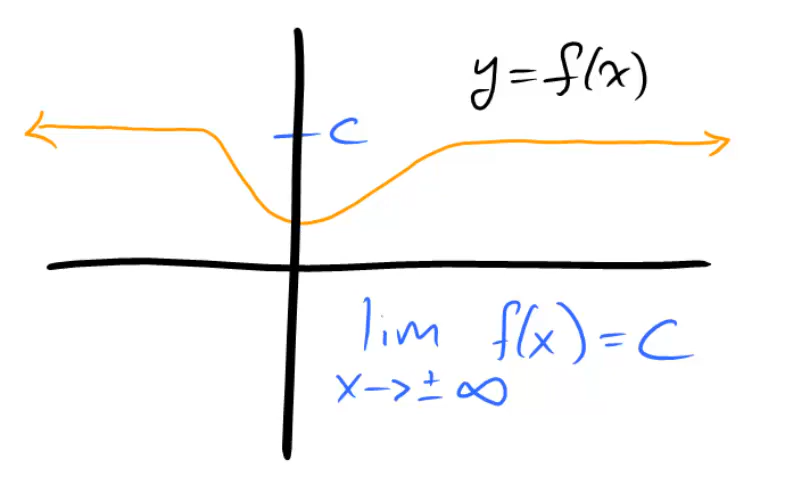 y=f(x)
c
lim f(x)=c
x->±∞